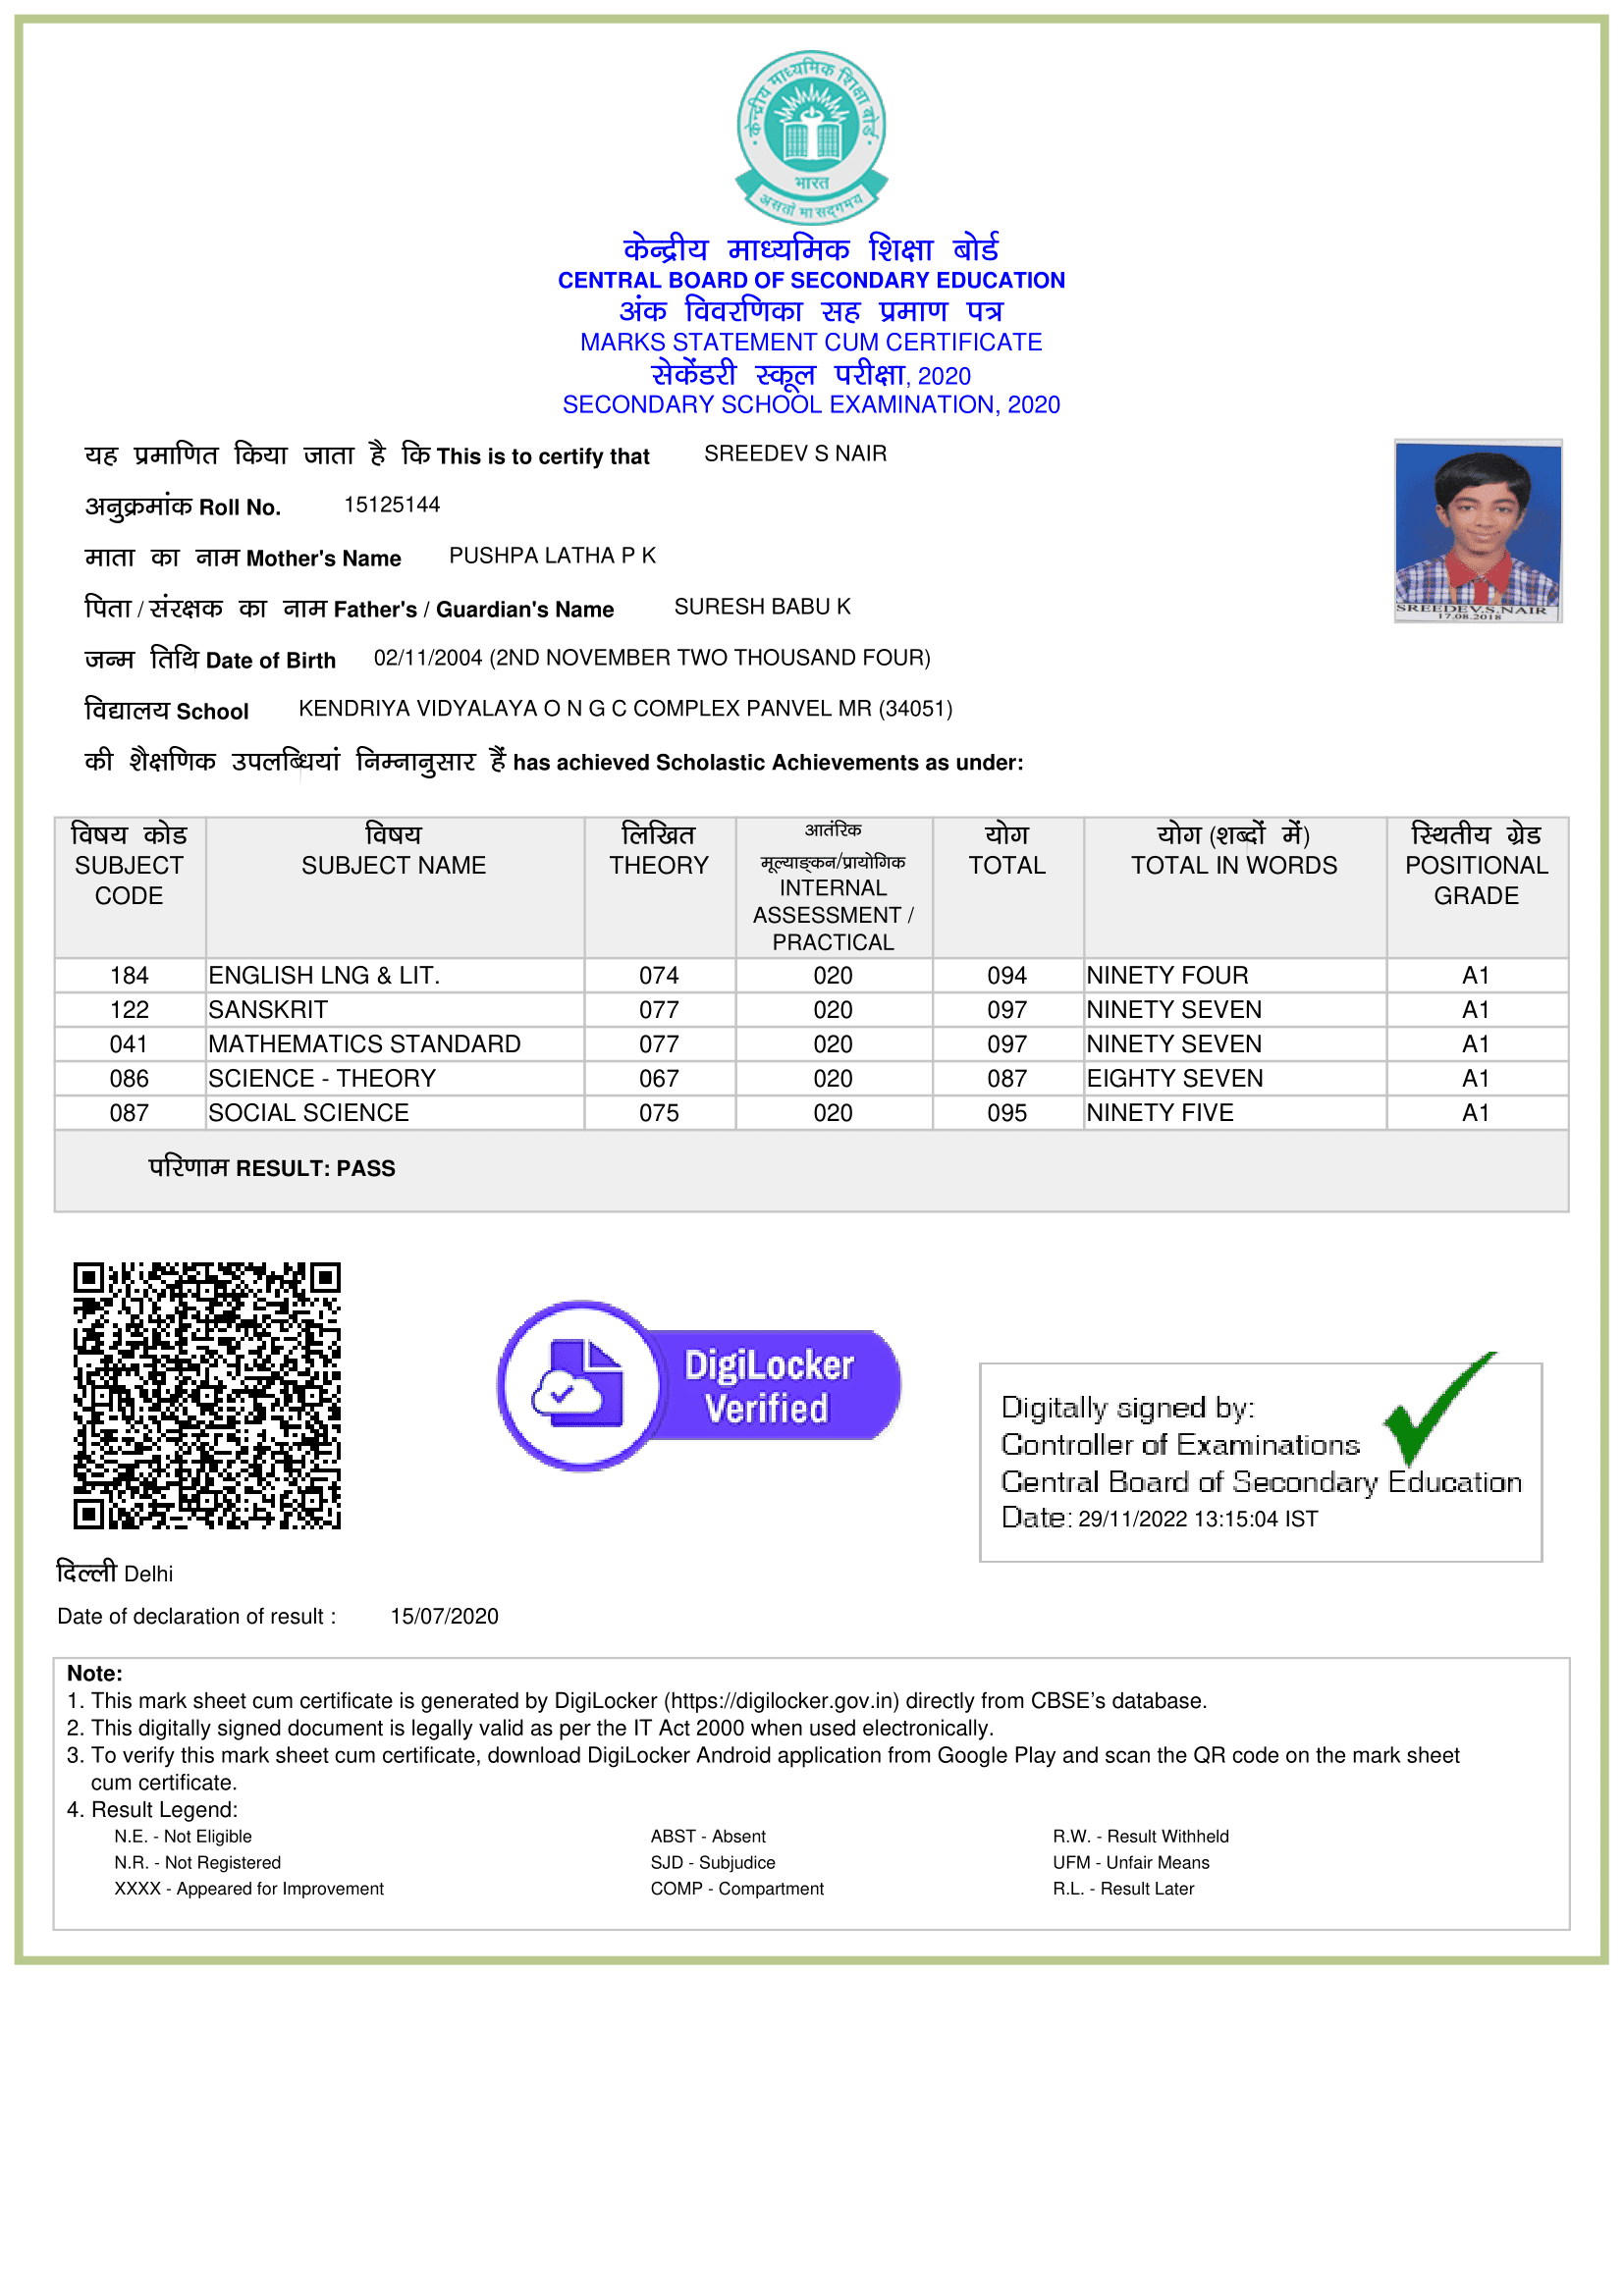 केन्द्रीय माध्यमिक शिक्षा बोर्ड
भारत
असतो मा सद्गमय
केन्द्रीय माध्यमिक शिक्षा बोर्ड
CENTRAL BOARD OF SECONDARY EDUCATION
अंक विवरणिका सह प्रमाण पत्र
MARKS STATEMENT CUM CERTIFICATE
सेकेंडरी स्कूल परीक्षा, 2020
SECONDARY SCHOOL EXAMINATION, 2020
यह प्रमाणित किया जाता है कि This is to certify that SREEDEV S NAIR
अनुक्रमांक Roll No. 15125144
माता का नाम Mother's Name PUSHPA LATHA P K
पिता / संरक्षक का नाम Father's / Guardian's Name SURESH BABU K
SREEDEV.S.NAIR
17.08.2018
जन्म तिथि Date of Birth 02/11/2004 (2ND NOVEMBER TWO THOUSAND FOUR)
विद्यालय School KENDRIYA VIDYALAYA O N G C COMPLEX PANVEL MR (34051)
की शैक्षणिक उपलब्धियां निम्नानुसार हैं has achieved Scholastic Achievements as under:
विषय कोड SUBJECT CODE विषय SUBJECT NAME लिखित THEORY आतंरिक मूल्याङ्कन/प्रायोगिक INTERNAL ASSESSMENT / PRACTICAL योग TOTAL योग (शब्दों में) TOTAL IN WORDS स्थितीय ग्रेड POSITIONAL GRADE
184 ENGLISH LNG & LIT. 074 020 094 NINETY FOUR A1
122 SANSKRIT 077 020 097 NINETY SEVEN A1
041 MATHEMATICS STANDARD 077 020 097 NINETY SEVEN A1
086 SCIENCE - THEORY 067 020 087 EIGHTY SEVEN A1
087 SOCIAL SCIENCE 075 020 095 NINETY FIVE A1
परिणाम RESULT: PASS
DigiLocker
Verified
Digitally signed by:
Controller of Examinations
Central Board of Secondary Education
Date: 29/11/2022 13:15:04 IST
दिल्ली Delhi
Date of declaration of result : 15/07/2020
Note:
1. This mark sheet cum certificate is generated by DigiLocker (https://digilocker.gov.in) directly from CBSE’s database.
2. This digitally signed document is legally valid as per the IT Act 2000 when used electronically.
3. To verify this mark sheet cum certificate, download DigiLocker Android application from Google Play and scan the QR code on the mark sheet
cum certificate.
4. Result Legend:
N.E. - Not Eligible ABST - Absent R.W. - Result Withheld
N.R. - Not Registered SJD - Subjudice UFM - Unfair Means
XXXX - Appeared for Improvement COMP - Compartment R.L. - Result Later